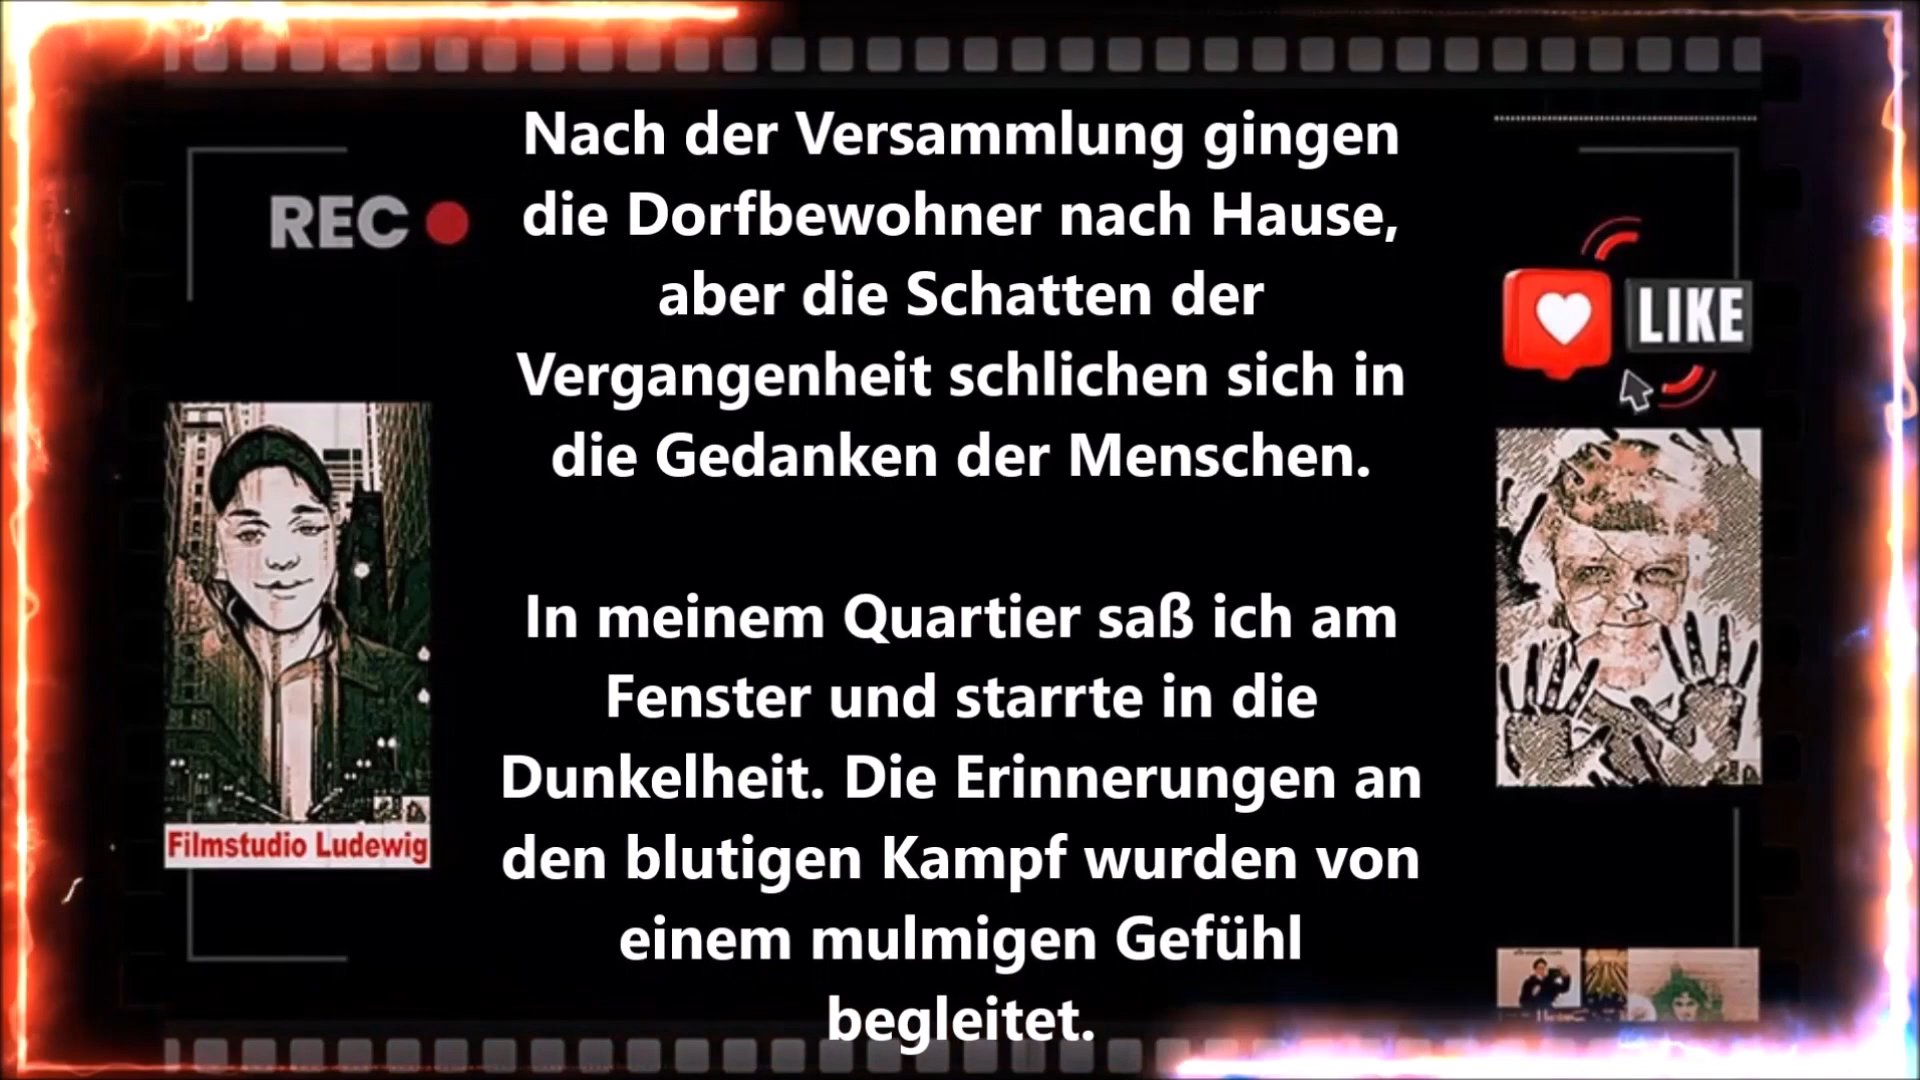 Nach der Versammlung gingen
die Dorfbewohner nach Hause,
aber die Schatten der
Vergangenheit schlichen sich in
die Gedanken der Menschen.
In meinem Quartier saß ich am
Fenster und starrte in die
Dunkelheit. Die Erinnerungen an
den blutigen Kampf wurden von
einem mulmigen Gefühl
begleitet.
REC
Filmstudio Ludewig
LIKE